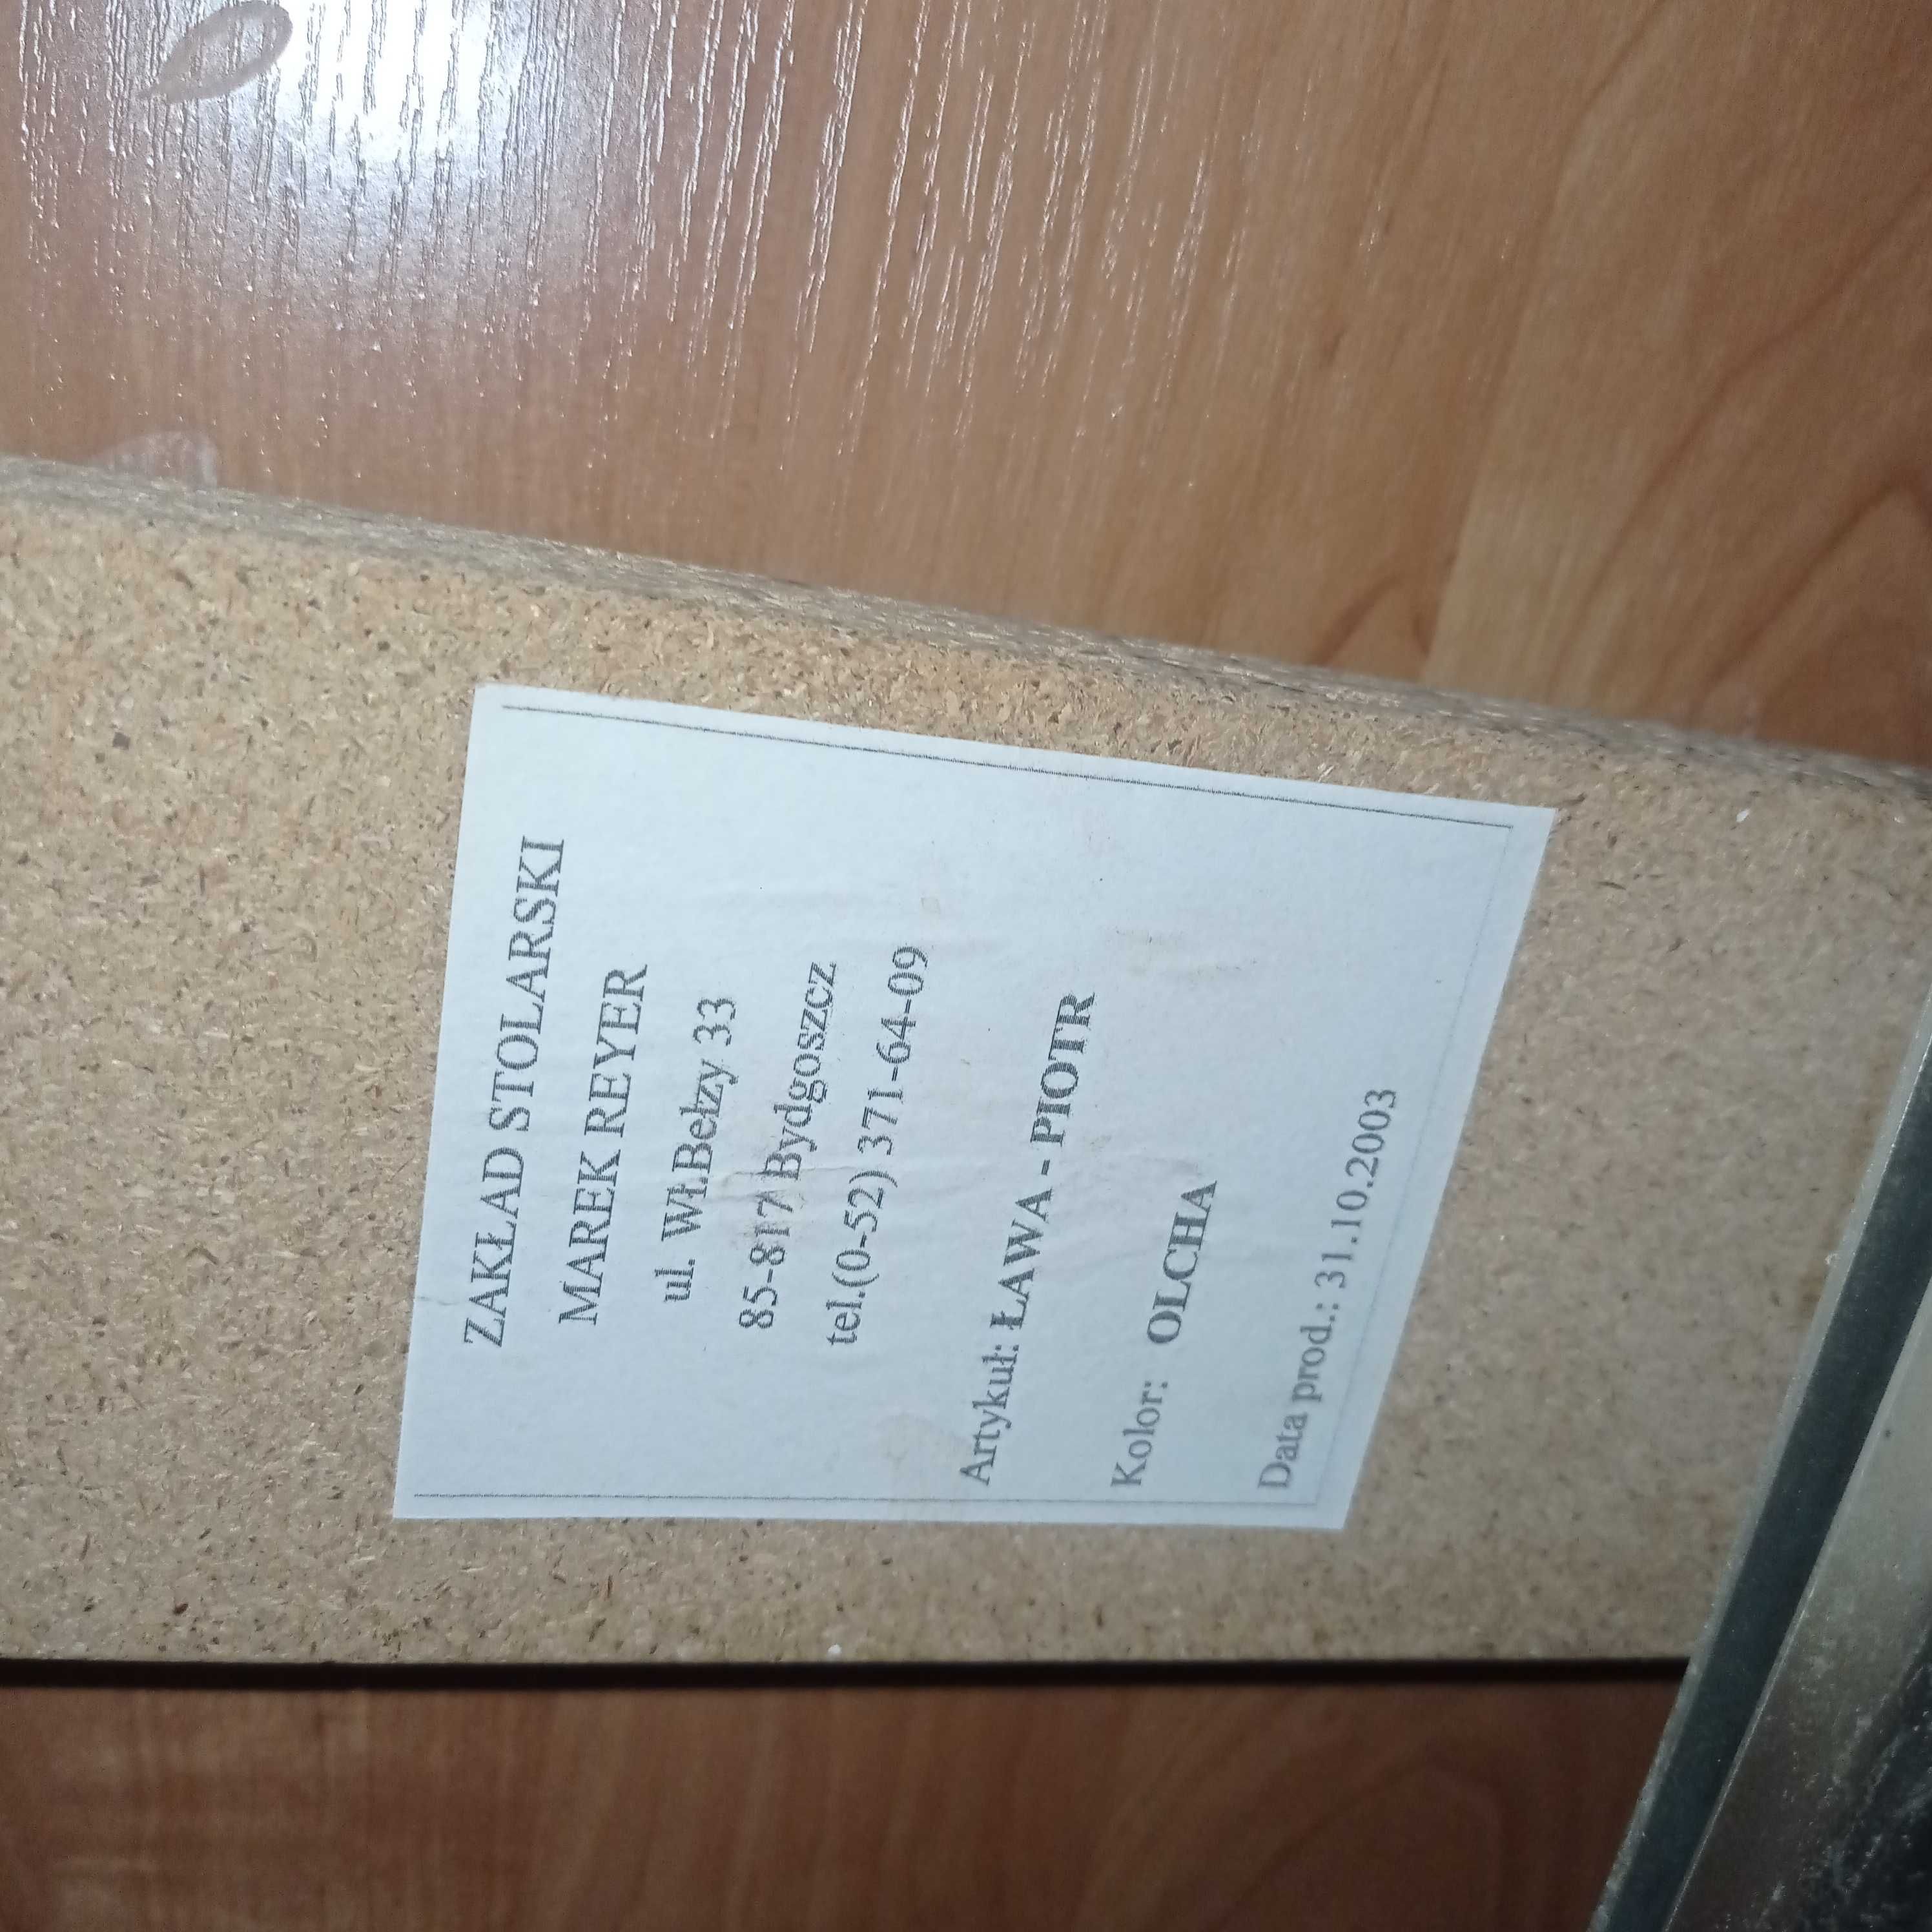 ZAKŁAD STOLARSKI
MAREK REYER
ul. Wł.Bełzy 33
85-817 Bydgoszcz
tel.(0-52) 371-64-09
Artykuł: ŁAWA - PIOTR
Kolor: OLCHA
Data prod.: 31.10.2003